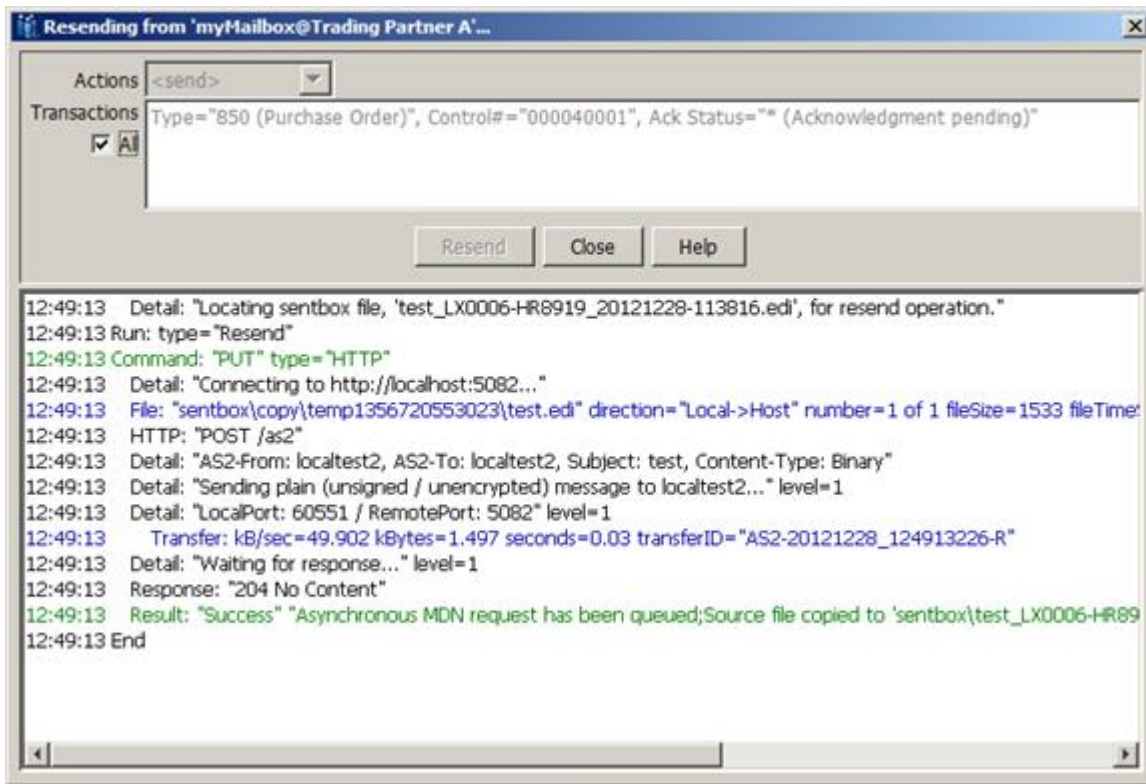 Resending from 'myMailbox@Trading Partner A'...
Actions <send>
Transactions Type="850 (Purchase Order)", Control#="000040001", Ack Status="* (Acknowledgment pending)"
All
Resend Close Help
12:49:13 Detail: "Locating sentbox file, 'test_LX0006-HR8919_20121228-113816.edi', for resend operation."
12:49:13 Run: type="Resend"
12:49:13 Command: "PUT" type="HTTP"
12:49:13 Detail: "Connecting to http://localhost:5082..."
12:49:13 File: "sentbox\copy\temp1356720553023\test.edi" direction="Local->Host" number=1 of 1 fileSize=1533 fileTimeS
12:49:13 HTTP: "POST /as2"
12:49:13 Detail: "AS2-From: localtest2, AS2-To: localtest2, Subject: test, Content-Type: Binary"
12:49:13 Detail: "Sending plain (unsigned / unencrypted) message to localtest2..." level=1
12:49:13 Detail: "LocalPort: 60551 / RemotePort: 5082" level=1
12:49:13 Transfer: kB/sec=49.902 kBytes=1.497 seconds=0.03 transferID="AS2-20121228_124913226-R"
12:49:13 Detail: "Waiting for response..." level=1
12:49:13 Response: "204 No Content"
12:49:13 Result: "Success" "Asynchronous MDN request has been queued;Source file copied to 'sentbox\test_LX0006-HR89
12:49:13 End